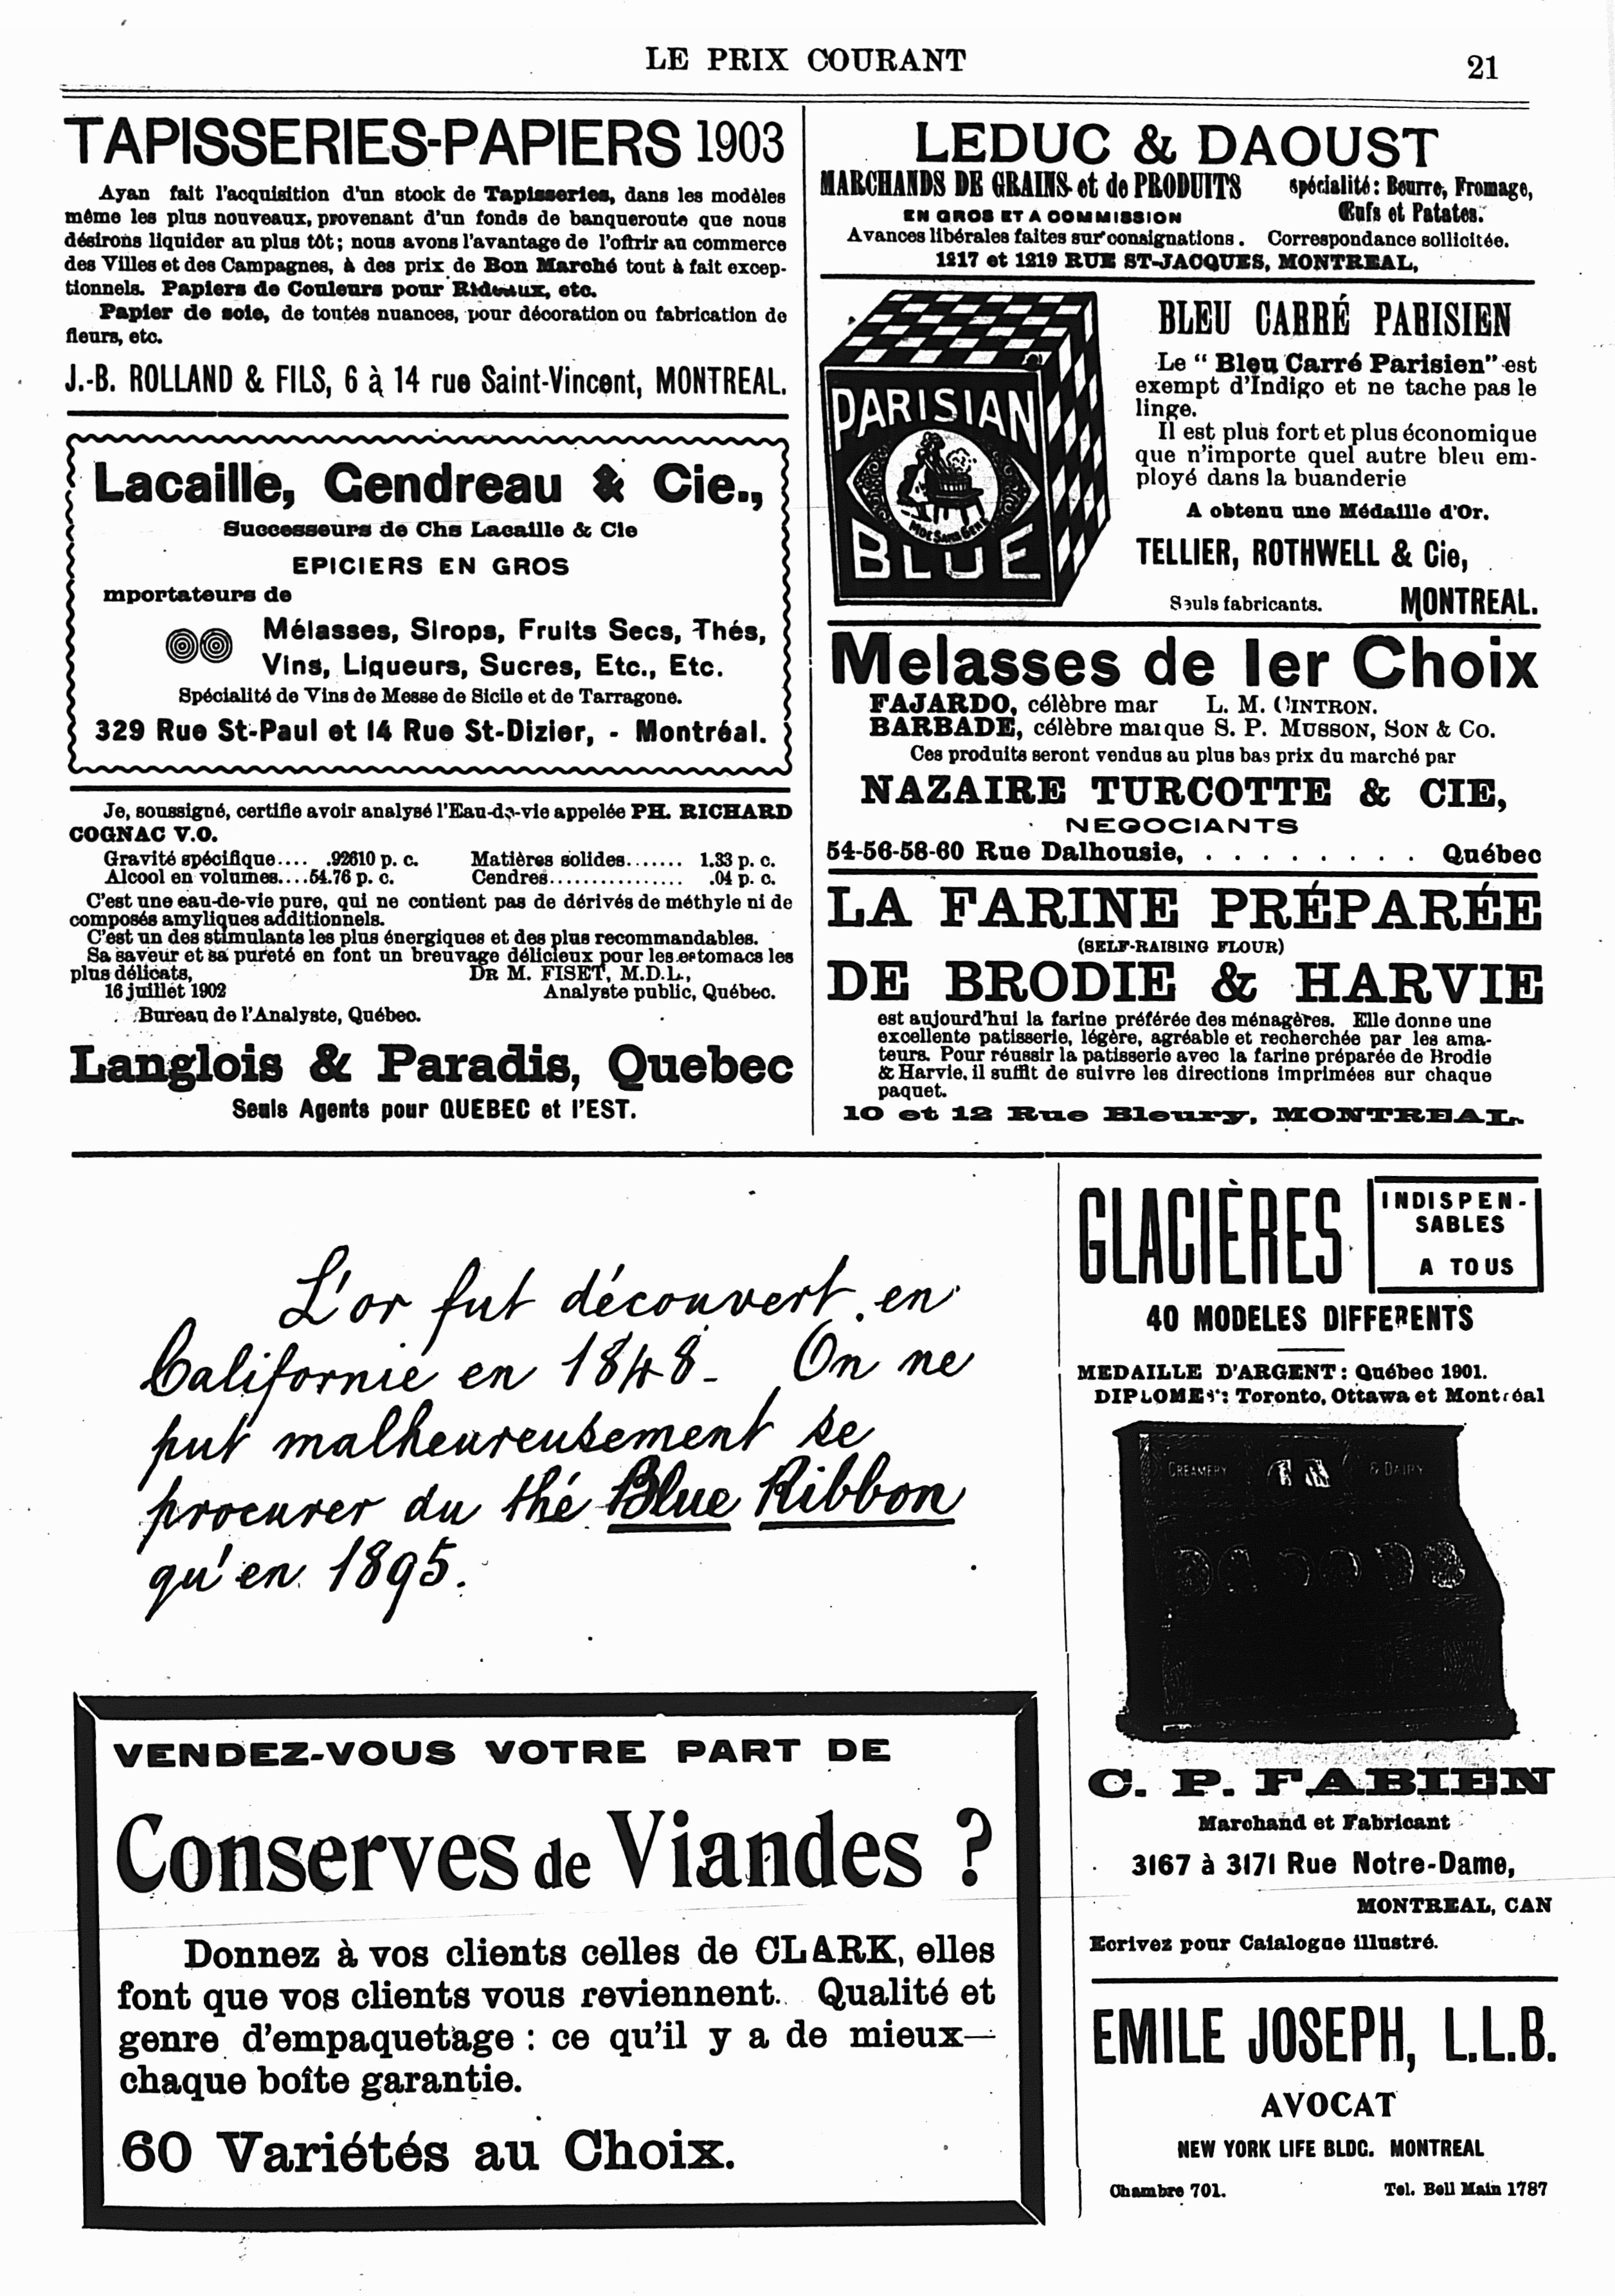 LE PRIX COURANT
21
TAPISSERIES-PAPIERS 1903
Ayan fait l'acquisition d'un stock de Tapisseries, dans les modèles
même les plus nouveaux, provenant d'un fonds de banqueroute que nous
désirons liquider au plus tôt; nous avons l'avantage de l'offrir au commerce
des Villes et des Campagnes, à des prix de Bon Marché tout à fait excep-
tionnels. Papiers de Couleurs pour Rideaux, etc.
Papier de soie, de toutes nuances, pour décoration ou fabrication de
fleurs, etc.
J.-B. ROLLAND & FILS, 6 à 14 rue Saint-Vincent, MONTREAL.
Lacaille, Gendreau & Cie.,
Successeurs de Chs Lacaille & Cie
EPICIERS EN GROS
mportateurs de
Mélasses, Sirops, Fruits Secs, Thés,
Vins, Liqueurs, Sucres, Etc., Etc.
Spécialité de Vins de Messe de Sicile et de Tarragone.
329 Rue St-Paul et 14 Rue St-Dizier, - Montréal.
Je, soussigné, certifie avoir analysé l'Eau-de-vie appelée PH. RICHARD
COGNAC V.O.
Gravité spécifique.... .92610 p. c. Matières solides....... 1.33 p. c.
Alcool en volumes....54.76 p. c. Cendres................ .04 p. c.
C'est une eau-de-vie pure, qui ne contient pas de dérivés de méthyle ni de
composés amyliques additionnels.
C'est un des stimulants les plus énergiques et des plus recommandables.
Sa saveur et sa pureté en font un breuvage délicieux pour les estomacs les
plus délicats, DR M. FISET, M.D.L.,
16 juillet 1902 Analyste public, Québec.
Bureau de l'Analyste, Québec.
Langlois & Paradis, Quebec
Seuls Agents pour QUEBEC et l'EST.
LEDUC & DAOUST
MARCHANDS DE GRAINS et de PRODUITS spécialité: Beurre, Fromage,
EN GROS ET A COMMISSION Œufs et Patates.
Avances libérales faites sur consignations. Correspondance sollicitée.
1217 et 1219 RUE ST-JACQUES, MONTREAL,
PARISIAN
MDE SANS GENE
BLUE
BLEU CARRÉ PARISIEN
Le "Bleu Carré Parisien" est
exempt d'Indigo et ne tache pas le
linge.
Il est plus fort et plus économique
que n'importe quel autre bleu em-
ployé dans la buanderie
A obtenu une Médaille d'Or.
TELLIER, ROTHWELL & Cie,
Seuls fabricants. MONTREAL.
Melasses de 1er Choix
FAJARDO, célèbre mar L. M. CINTRON.
BARBADE, célèbre marque S. P. MUSSON, SON & CO.
Ces produits seront vendus au plus bas prix du marché par
NAZAIRE TURCOTTE & CIE,
NEGOCIANTS
54-56-58-60 Rue Dalhousie, . . . . . . . . Québec
LA FARINE PRÉPARÉE
(SELF-RAISING FLOUR)
DE BRODIE & HARVIE
est aujourd'hui la farine préférée des ménagères. Elle donne une
excellente patisserie, légère, agréable et recherchée par les ama-
teurs. Pour réussir la patisserie avec la farine préparée de Brodie
& Harvie, il suffit de suivre les directions imprimées sur chaque
paquet.
10 et 12 Rue Bleury, MONTREAL.
L'or fut découvert en
Californie en 1848 - On ne
put malheureusement se
procurer du thé Blue Ribbon
qu'en 1895.
VENDEZ-VOUS VOTRE PART DE
Conserves de Viandes ?
Donnez à vos clients celles de CLARK, elles
font que vos clients vous reviennent. Qualité et
genre d'empaquetage : ce qu'il y a de mieux—
chaque boîte garantie.
60 Variétés au Choix.
GLACIÈRES
INDISPEN-
SABLES
A TOUS
40 MODELES DIFFERENTS
MEDAILLE D'ARGENT: Québec 1901.
DIPLOMES: Toronto, Ottawa et Montréal
CREAMERY & DAIRY
C. P. FABIEN
Marchand et Fabricant
3167 à 3171 Rue Notre-Dame,
MONTREAL, CAN
Ecrivez pour Catalogue illustré.
EMILE JOSEPH, L.L.B.
AVOCAT
NEW YORK LIFE BLDG. MONTREAL
Chambre 701. Tel. Bell Main 1787